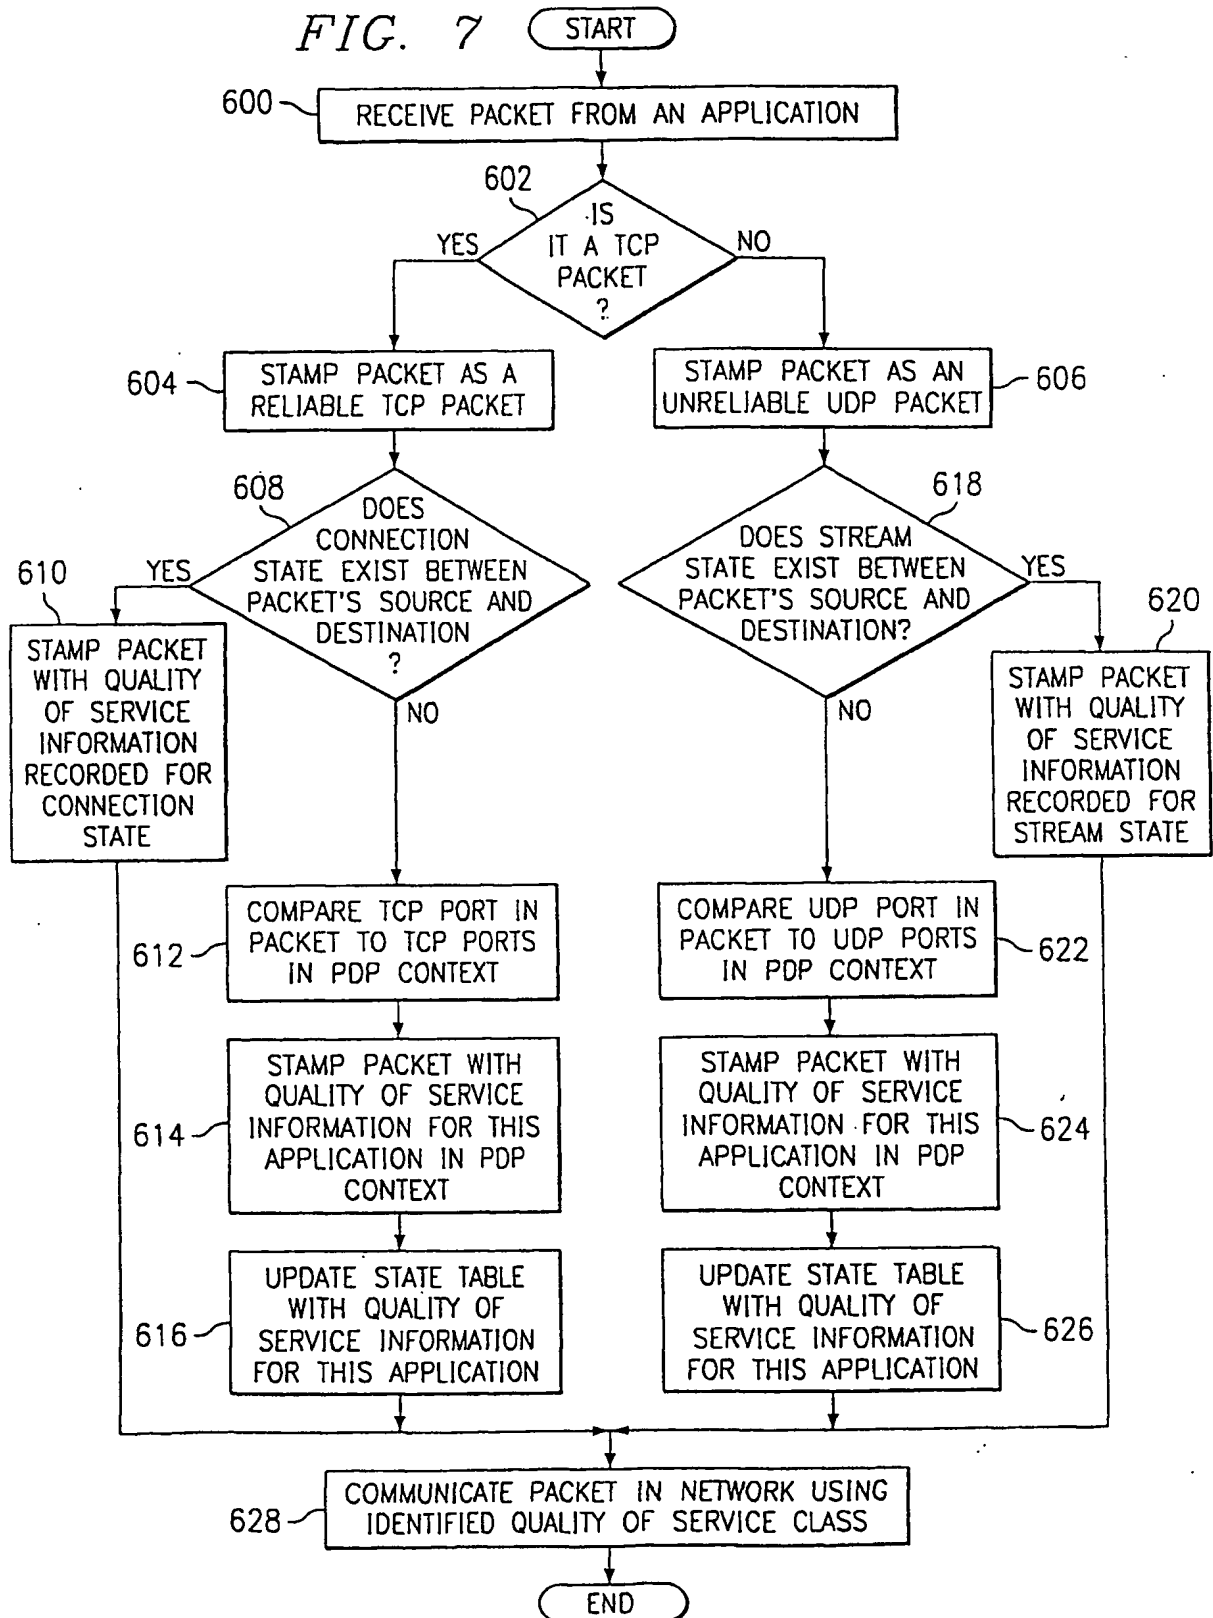 FIG. 7
START
600
RECEIVE PACKET FROM AN APPLICATION
602
IS
IT A TCP
PACKET
?
YES
NO
604
STAMP PACKET AS A
RELIABLE TCP PACKET
STAMP PACKET AS AN
UNRELIABLE UDP PACKET
606
608
DOES
CONNECTION
STATE EXIST BETWEEN
PACKET'S SOURCE AND
DESTINATION
?
YES
NO
618
DOES STREAM
STATE EXIST BETWEEN
PACKET'S SOURCE AND
DESTINATION?
YES
NO
610
STAMP PACKET
WITH QUALITY
OF SERVICE
INFORMATION
RECORDED FOR
CONNECTION
STATE
620
STAMP PACKET
WITH QUALITY
OF SERVICE
INFORMATION
RECORDED FOR
STREAM STATE
612
COMPARE TCP PORT IN
PACKET TO TCP PORTS
IN PDP CONTEXT
COMPARE UDP PORT IN
PACKET TO UDP PORTS
IN PDP CONTEXT
622
614
STAMP PACKET WITH
QUALITY OF SERVICE
INFORMATION FOR THIS
APPLICATION IN PDP
CONTEXT
STAMP PACKET WITH
QUALITY OF SERVICE
INFORMATION FOR THIS
APPLICATION IN PDP
CONTEXT
624
616
UPDATE STATE TABLE
WITH QUALITY OF
SERVICE INFORMATION
FOR THIS APPLICATION
UPDATE STATE TABLE
WITH QUALITY OF
SERVICE INFORMATION
FOR THIS APPLICATION
626
628
COMMUNICATE PACKET IN NETWORK USING
IDENTIFIED QUALITY OF SERVICE CLASS
END